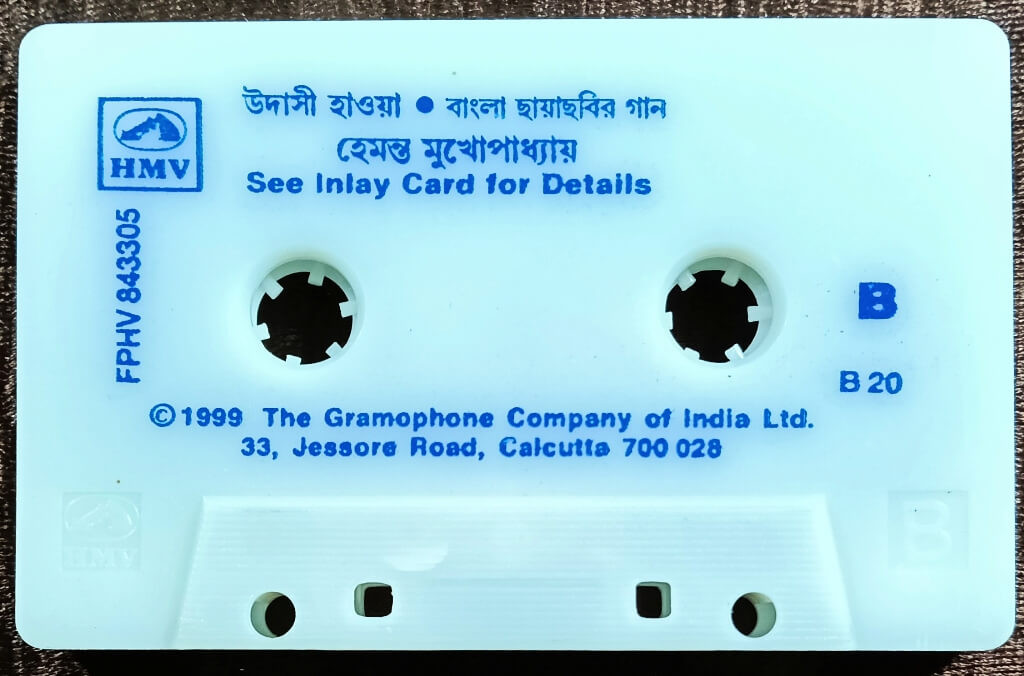 উদাসী হাওয়া ● বাংলা ছায়াছবির গান
হেমন্ত মুখোপাধ্যায়
See Inlay Card for Details
HMV
FPHV 843305
B
B 20
©1999 The Gramophone Company of India Ltd.
33, Jessore Road, Calcutta 700 028
HMV
B